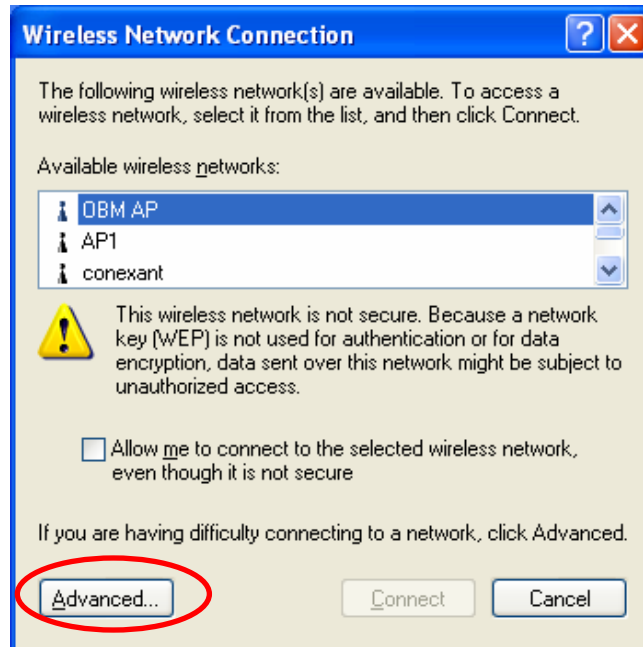 Wireless Network Connection
The following wireless network(s) are available. To access a
wireless network, select it from the list, and then click Connect.
Available wireless networks:
OBM AP
AP1
conexant
This wireless network is not secure. Because a network
key (WEP) is not used for authentication or for data
encryption, data sent over this network might be subject to
unauthorized access.
Allow me to connect to the selected wireless network,
even though it is not secure
If you are having difficulty connecting to a network, click Advanced.
Advanced... Connect Cancel